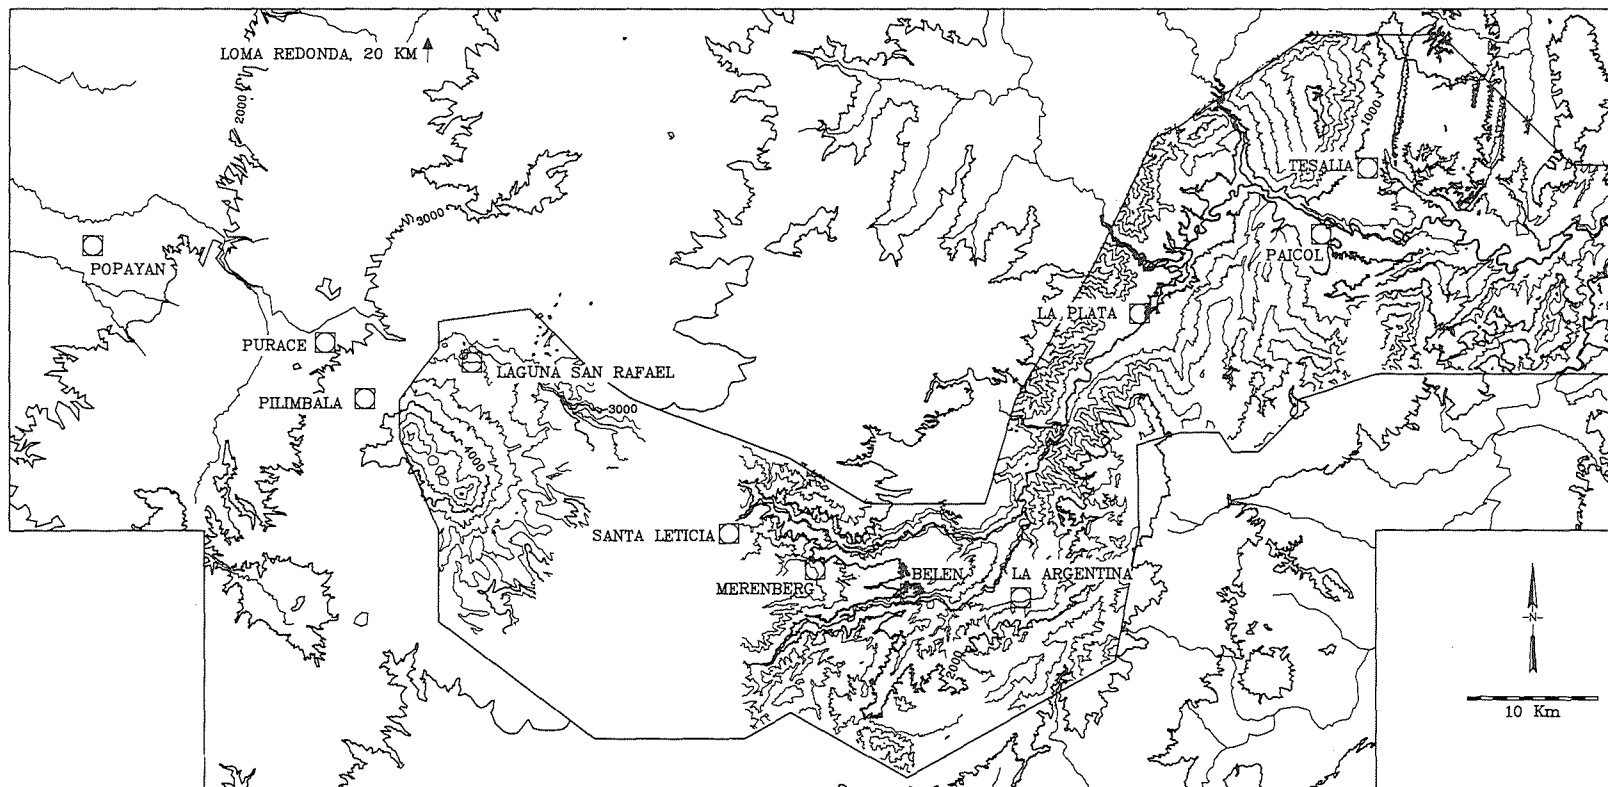 LOMA REDONDA, 20 KM
2000
1000
TESALIA
3000
POPAYAN
PAICOL
LA PLATA
PURACE
LAGUNA SAN RAFAEL
PILIMBALA
3000
4000
SANTA LETICIA
BELEN
LA ARGENTINA
MERENBERG
-N-
2000
10 Km